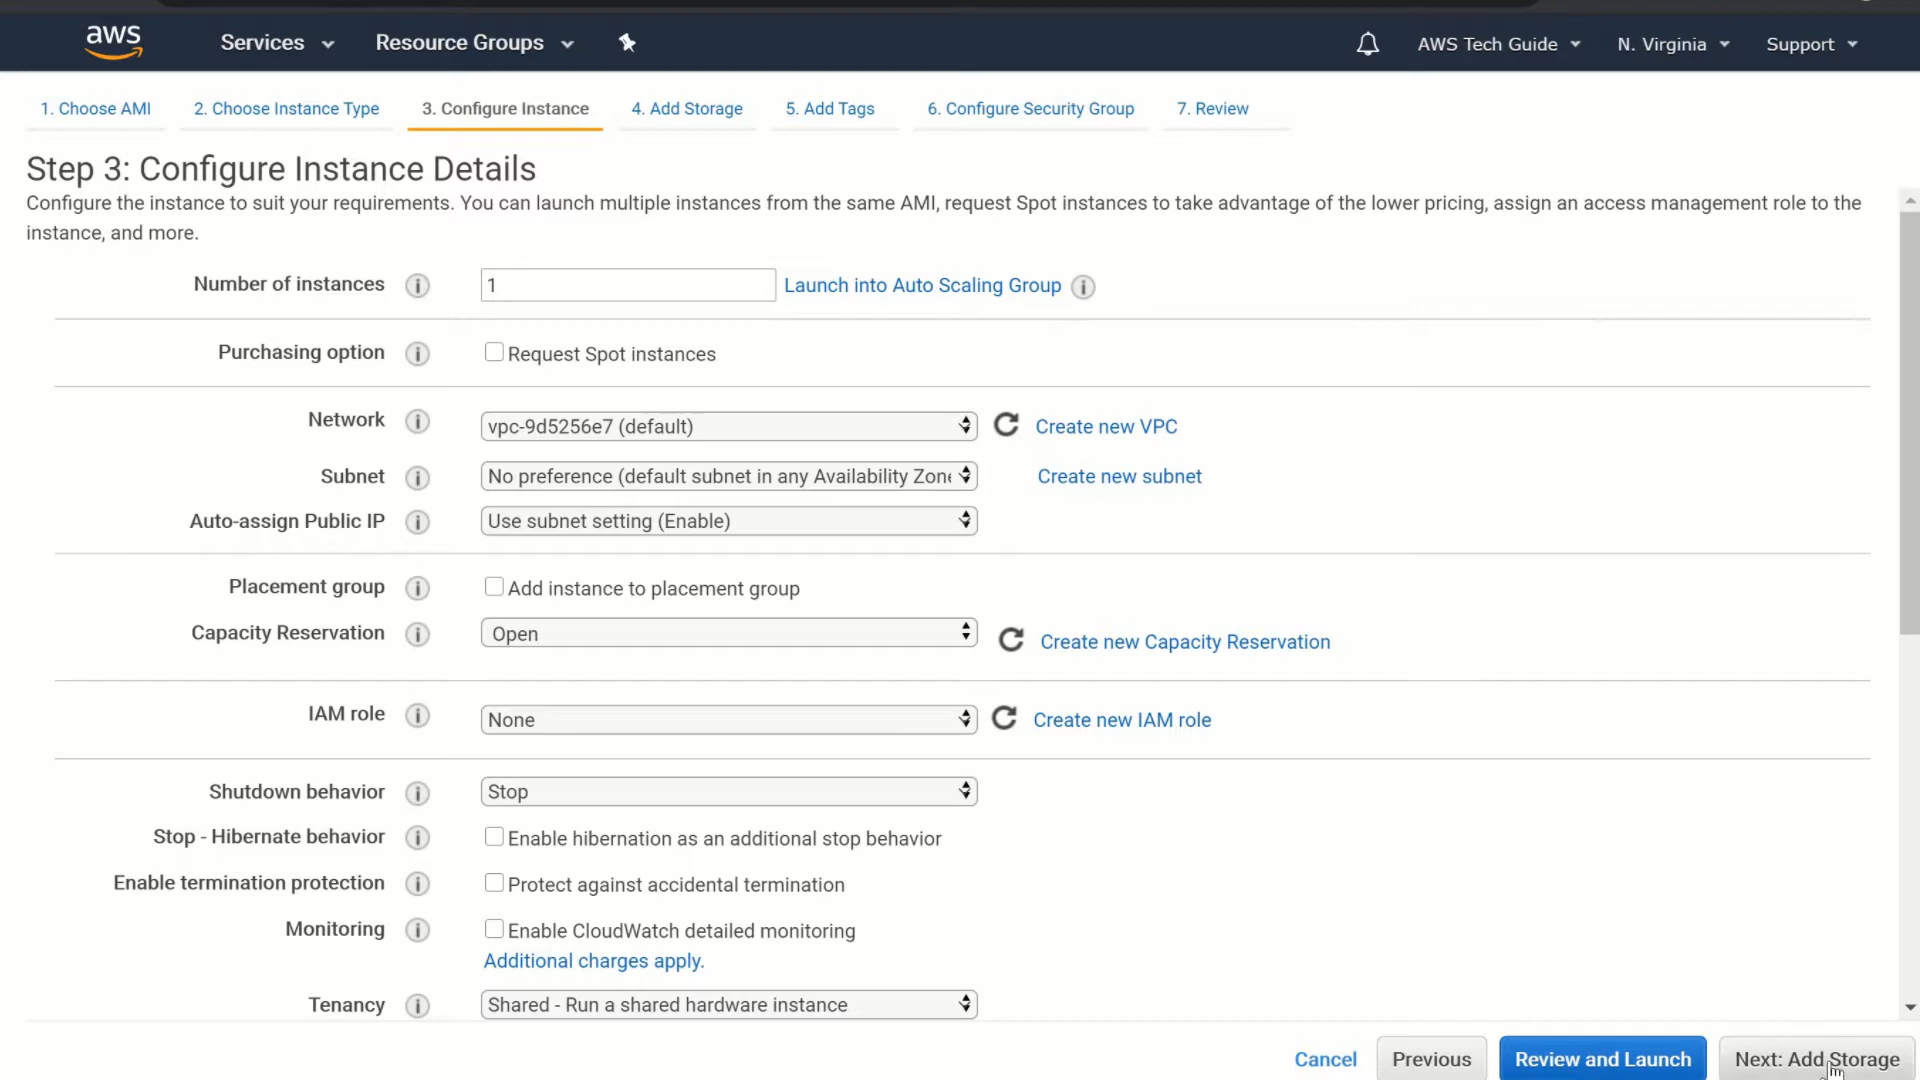 aws Services Resource Groups AWS Tech Guide N. Virginia Support
1. Choose AMI 2. Choose Instance Type 3. Configure Instance 4. Add Storage 5. Add Tags 6. Configure Security Group 7. Review
Step 3: Configure Instance Details
Configure the instance to suit your requirements. You can launch multiple instances from the same AMI, request Spot instances to take advantage of the lower pricing, assign an access management role to the
instance, and more.
Number of instances i 1 Launch into Auto Scaling Group i
Purchasing option i Request Spot instances
Network i vpc-9d5256e7 (default) Create new VPC
Subnet i No preference (default subnet in any Availability Zone Create new subnet
Auto-assign Public IP i Use subnet setting (Enable)
Placement group i Add instance to placement group
Capacity Reservation i Open Create new Capacity Reservation
IAM role i None Create new IAM role
Shutdown behavior i Stop
Stop - Hibernate behavior i Enable hibernation as an additional stop behavior
Enable termination protection i Protect against accidental termination
Monitoring i Enable CloudWatch detailed monitoring
Additional charges apply.
Tenancy i Shared - Run a shared hardware instance
Cancel Previous Review and Launch Next: Add Storage